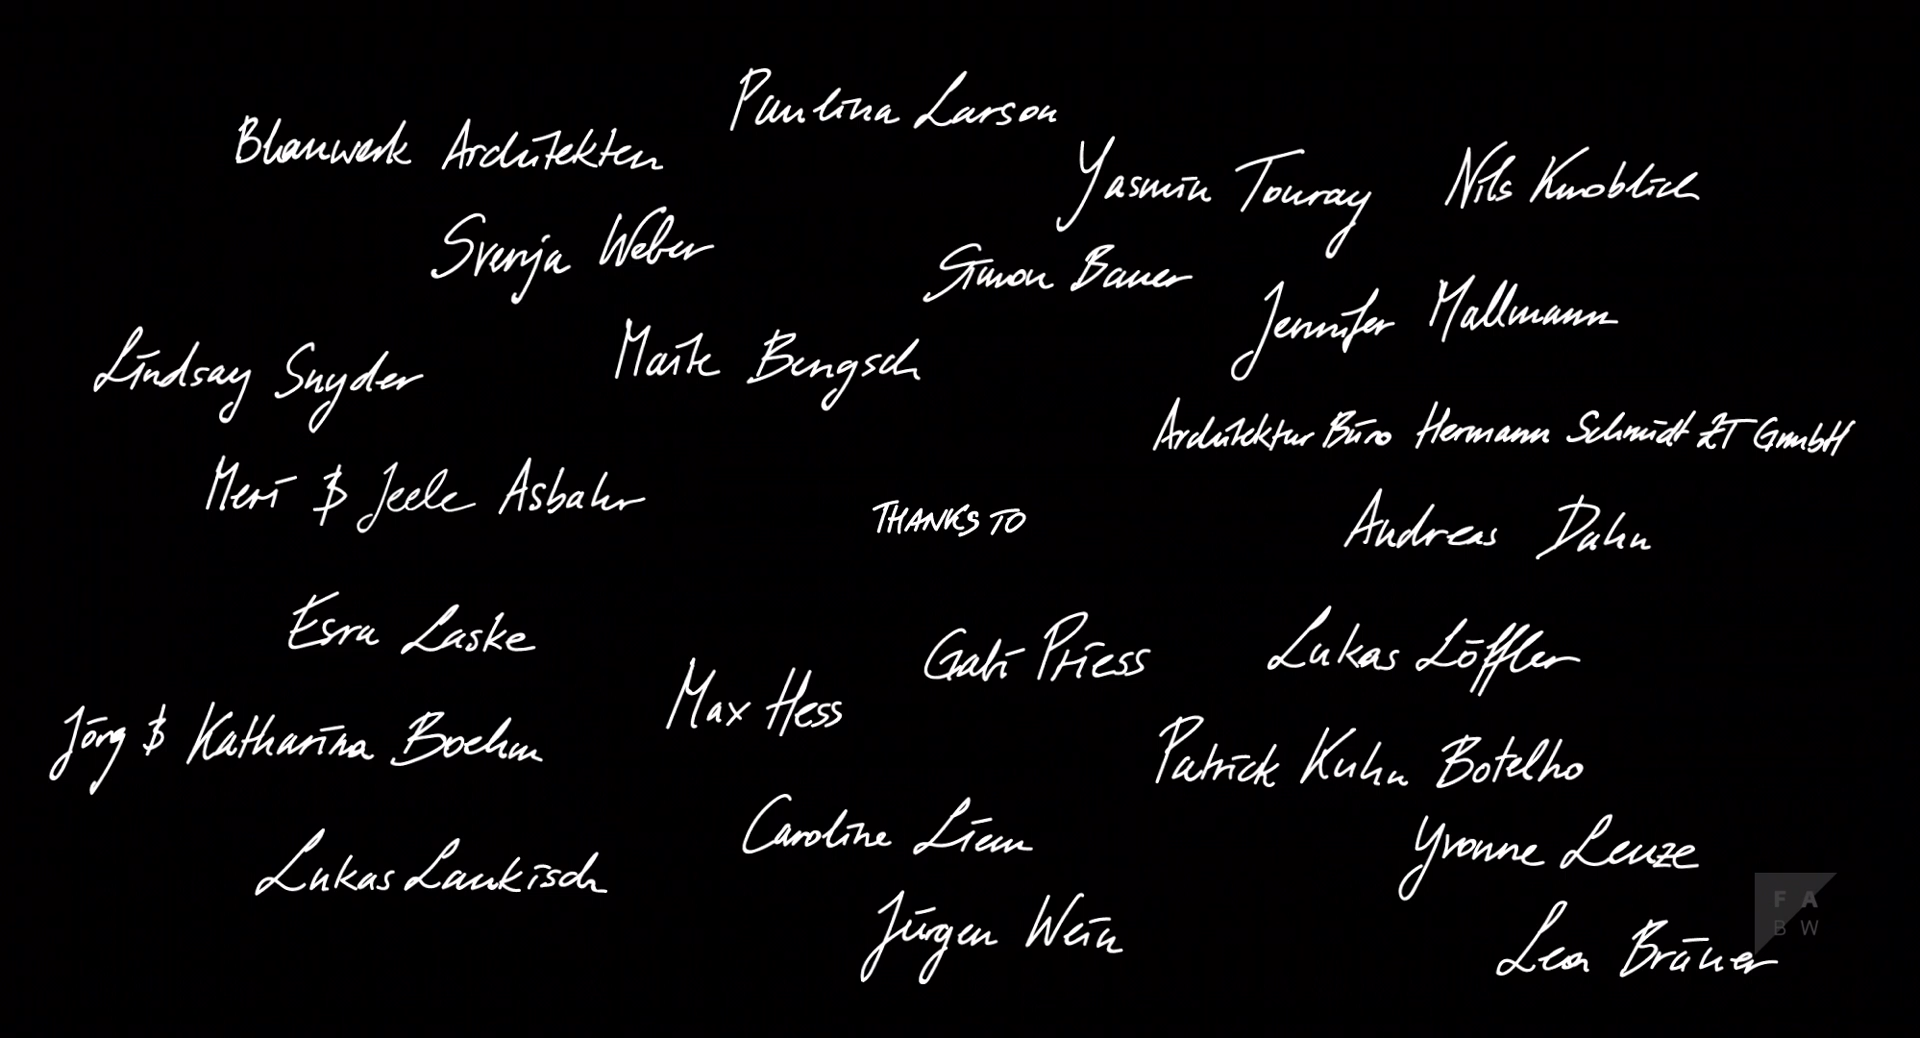 Paulina Larson
Blauwerk Architekten
Yasmin Touray
Nils Knoblich
Svenja Weber
Simon Bauer
Jennifer Mallmann
Lindsay Snyder
Maite Bengsch
Architektur Büro Hermann Schmidt ZT GmbH
Meri & Jeele Asbahr
THANKS TO
Andreas Dahn
Esra Laske
Gabi Priess
Lukas Löffler
Max Hess
Jörg & Katharina Boehm
Patrick Kuhn Botelho
Caroline Liem
Yvonne Leuze
Lukas Lankisch
Jürgen Wein
Lea Bräuer
FA
BW